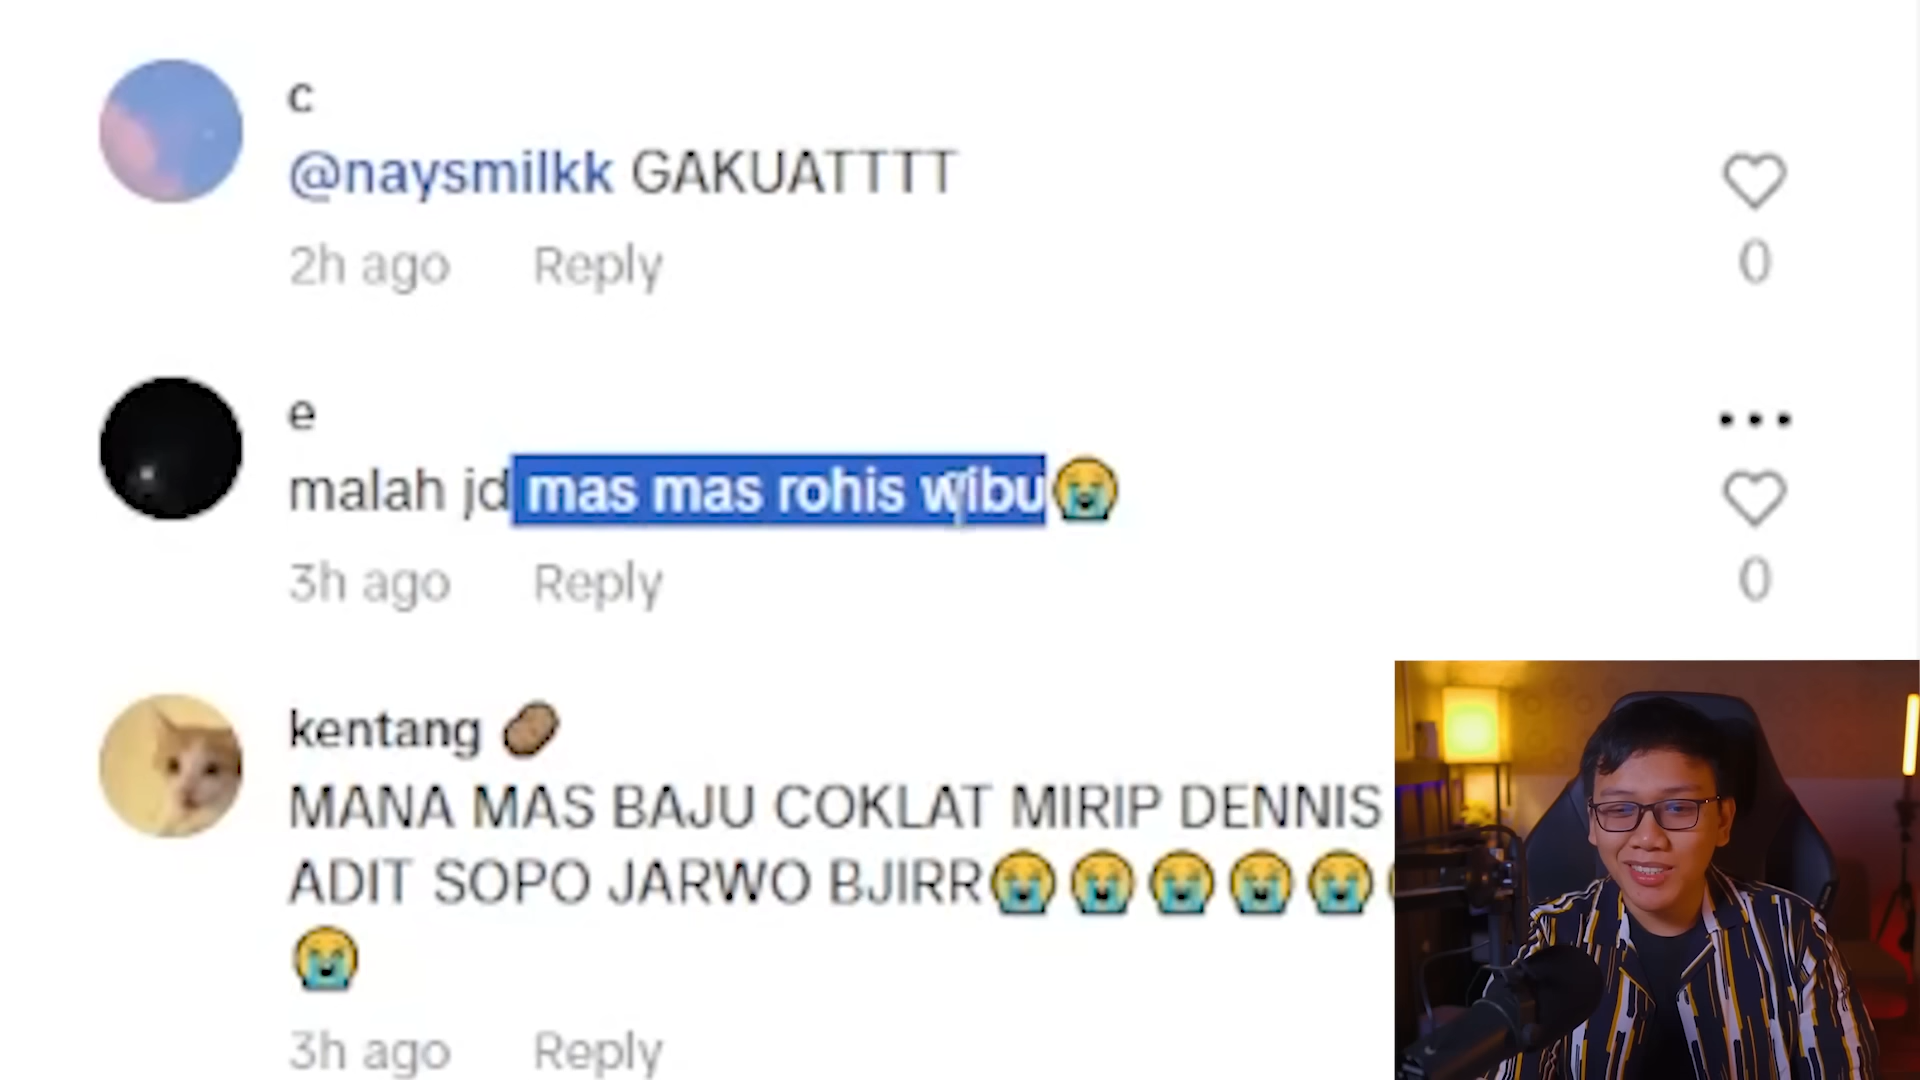 c
@naysmilkk GAKUATTTT
2h ago Reply
0
e
malah jd mas mas rohis wibu😭
3h ago Reply
0
kentang 🥔
MANA MAS BAJU COKLAT MIRIP DENNIS
ADIT SOPO JARWO BJIRR😭😭😭😭😭
😭
3h ago Reply